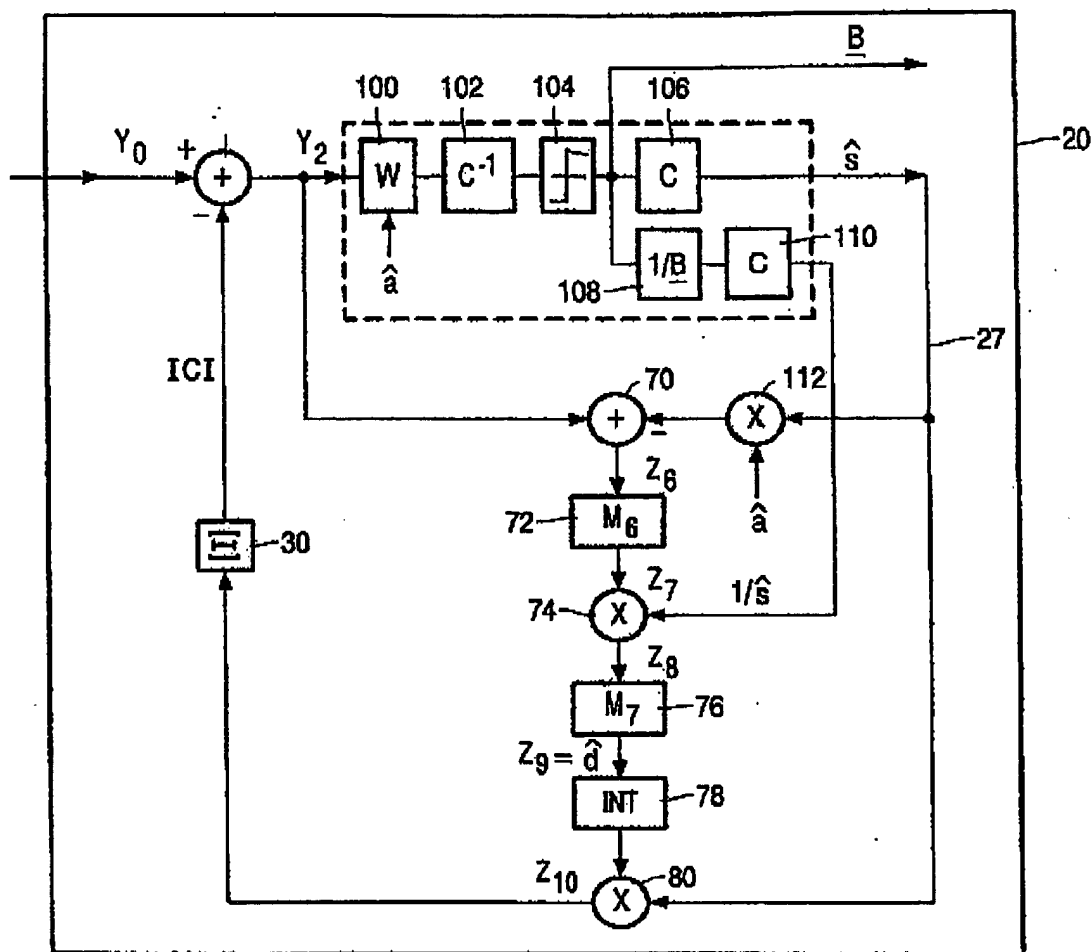 B
100 102 104 106
20
Y0 + Y2 ŝ
+ W C-1 C
−
110
â 1/B C
108
27
ICI 70 112
+ − X
Z6
â
72 M6
Ξ 30
Z7 1/ŝ
74 X
Z8
M7 76
Z9 = d̂
INT 78
Z10 80
X